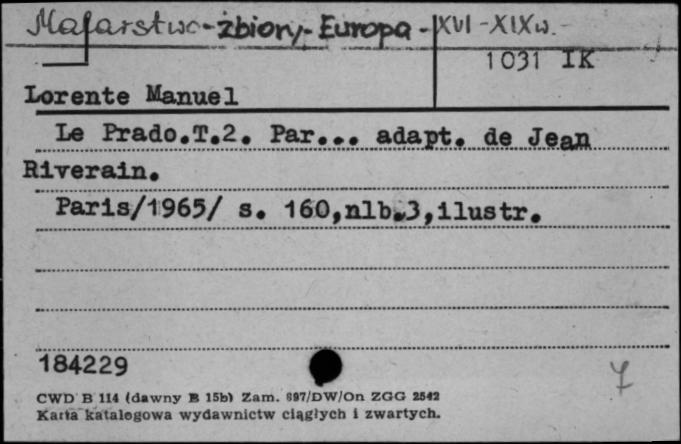 Malarstwo-zbiory-Europa-XVI-XIXw.-
1031 IK
Lorente Manuel
Le Prado.T.2. Par... adapt. de Jean
Riverain.
Paris/1965/ s. 160,nlb.3,ilustr.
184229
7
CWD B 114 (dawny B 15b) Zam. 697/DW/On ZGG 2542
Karta katalogowa wydawnictw ciągłych i zwartych.